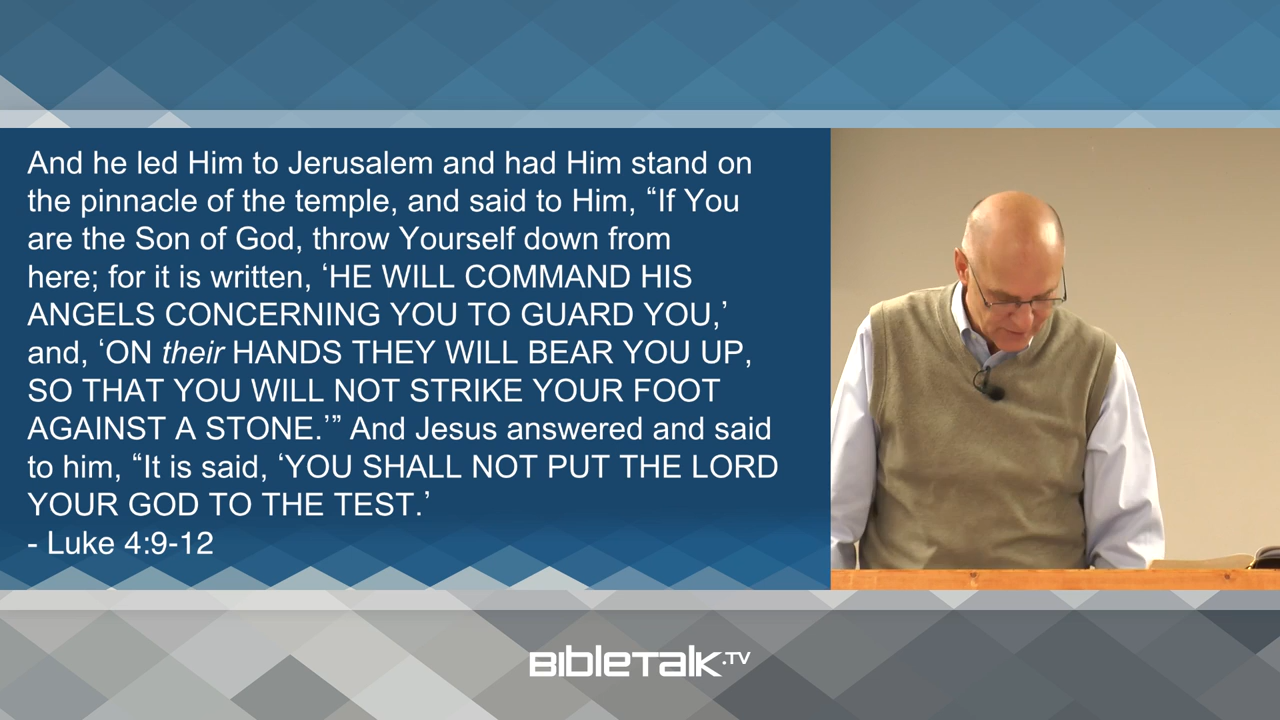 And he led Him to Jerusalem and had Him stand on
the pinnacle of the temple, and said to Him, “If You
are the Son of God, throw Yourself down from
here; for it is written, ‘HE WILL COMMAND HIS
ANGELS CONCERNING YOU TO GUARD YOU,’
and, ‘ON their HANDS THEY WILL BEAR YOU UP,
SO THAT YOU WILL NOT STRIKE YOUR FOOT
AGAINST A STONE.’” And Jesus answered and said
to him, “It is said, ‘YOU SHALL NOT PUT THE LORD
YOUR GOD TO THE TEST.’
- Luke 4:9-12
BIBLETALK.TV